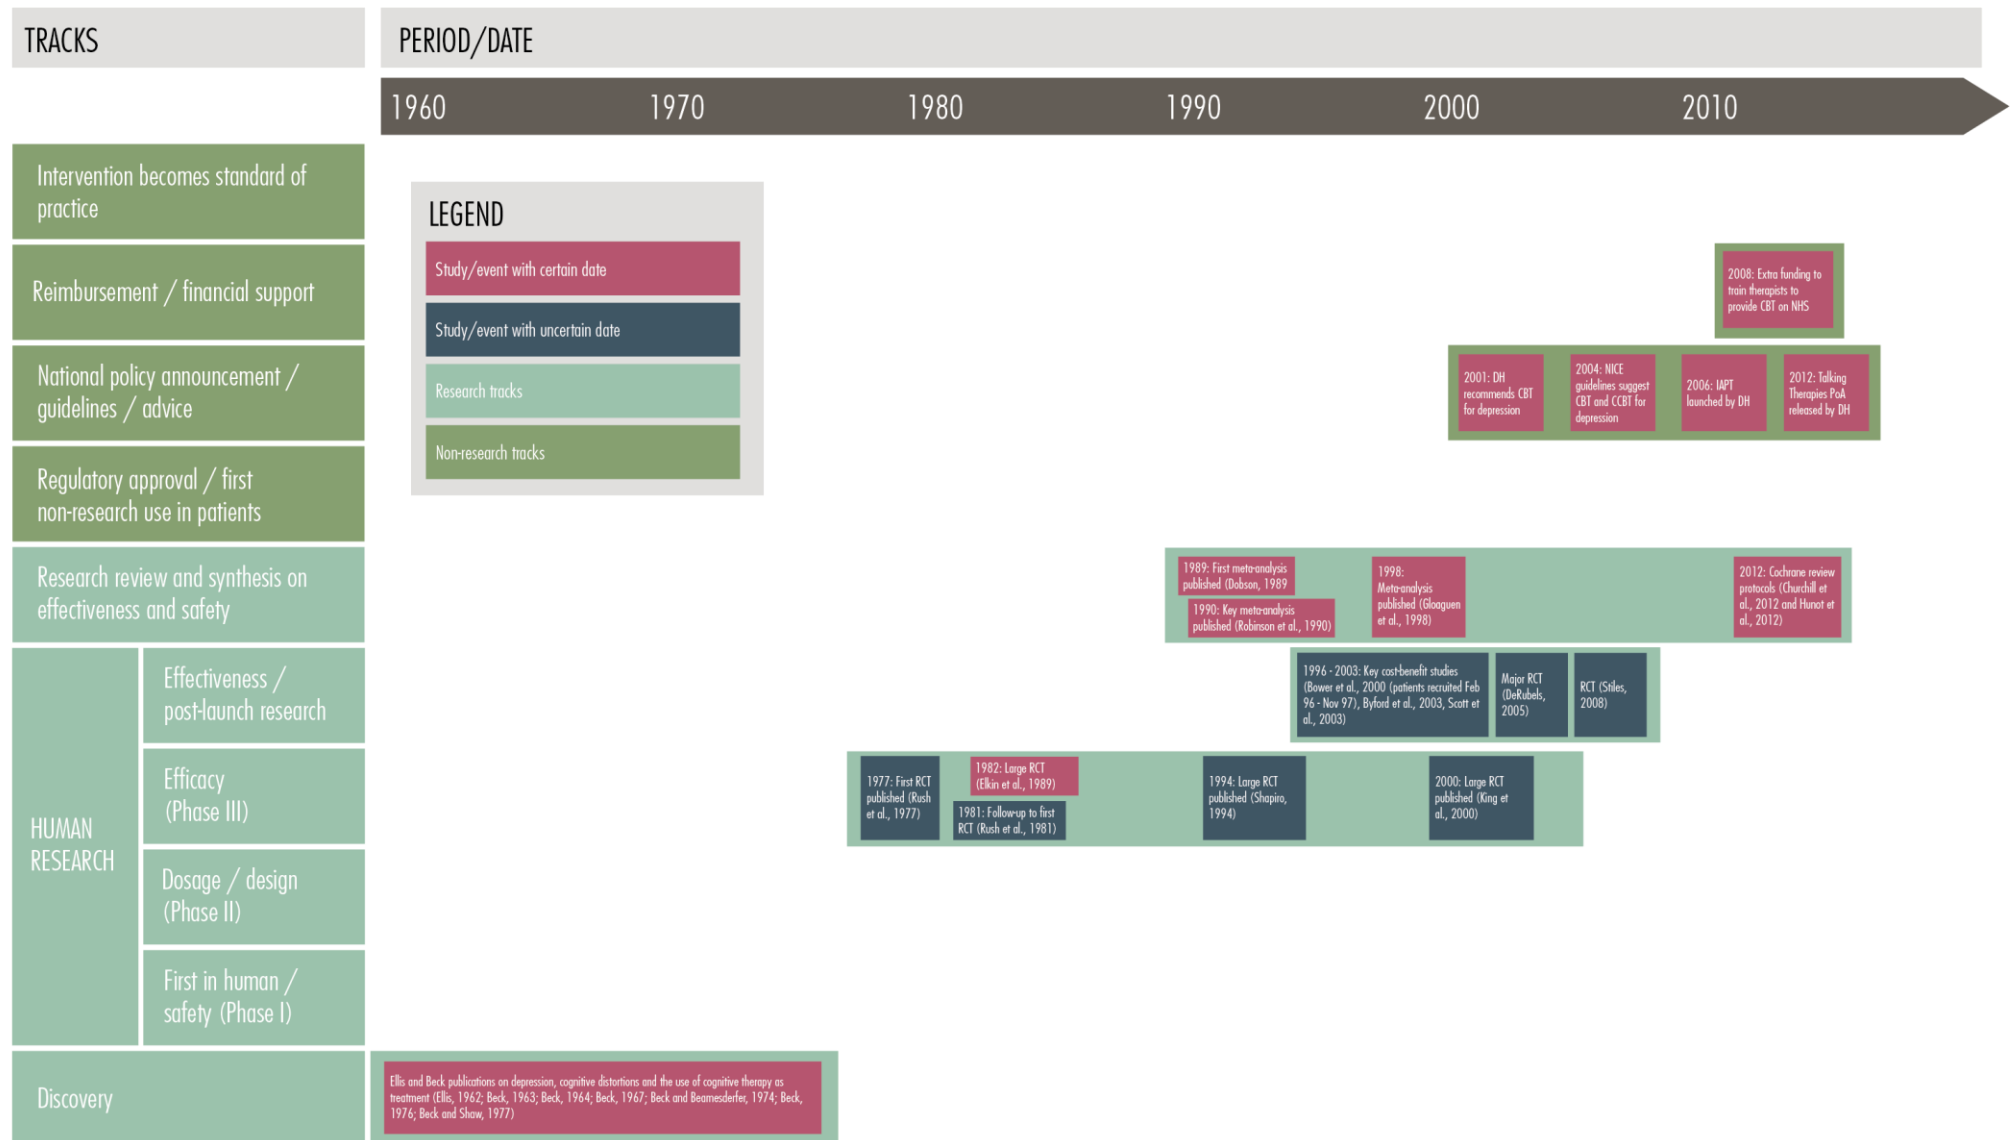 TRACKS
PERIOD/DATE
1960
1970
1980
1990
2000
2010
Intervention becomes standard of
practice
LEGEND
Study/event with certain date
Study/event with uncertain date
Research tracks
Non-research tracks
Reimbursement / financial support
2008: Extra funding to
train therapists to
provide CBT on NHS
National policy announcement /
guidelines / advice
2001: DH
recommends CBT
for depression
2004: NICE
guidelines suggest
CBT and CCBT for
depression
2006: IAPT
launched by DH
2012: Talking
Therapies PoA
released by DH
Regulatory approval / first
non-research use in patients
Research review and synthesis on
effectiveness and safety
1989: First meta-analysis
published (Dobson, 1989
1990: Key meta-analysis
published (Robinson et al., 1990)
1998:
Meta-analysis
published (Gloaguen
et al., 1998)
2012: Cochrane review
protocols (Churchill et
al., 2012 and Hunot et
al., 2012)
HUMAN
RESEARCH
Effectiveness /
post-launch research
1996 - 2003: Key cost-benefit studies
(Bower et al., 2000 (patients recruited Feb
96 - Nov 97), Byford et al., 2003, Scott et
al., 2003)
Major RCT
(DeRubels,
2005)
RCT (Stiles,
2008)
Efficacy
(Phase III)
1977: First RCT
published (Rush
et al., 1977)
1982: Large RCT
(Elkin et al., 1989)
1981: Follow-up to first
RCT (Rush et al., 1981)
1994: Large RCT
published (Shapiro,
1994)
2000: Large RCT
published (King et
al., 2000)
Dosage / design
(Phase II)
First in human /
safety (Phase I)
Discovery
Ellis and Beck publications on depression, cognitive distortions and the use of cognitive therapy as
treatment (Ellis, 1962; Beck, 1963; Beck, 1964; Beck, 1967; Beck and Beamesderfer, 1974; Beck,
1976; Beck and Shaw, 1977)